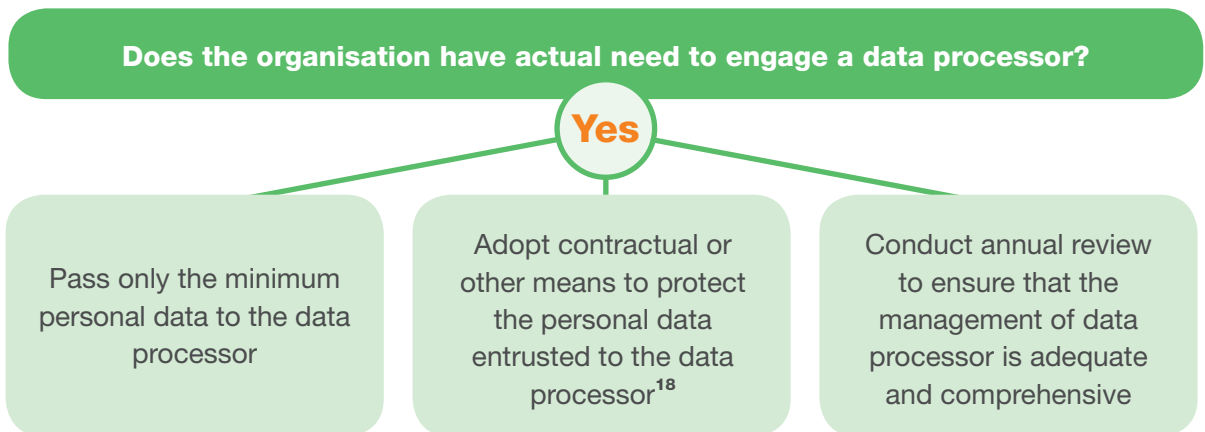 Does the organisation have actual need to engage a data processor?
Yes
Pass only the minimum
personal data to the data
processor
Adopt contractual or
other means to protect
the personal data
entrusted to the data
processor18
Conduct annual review
to ensure that the
management of data
processor is adequate
and comprehensive